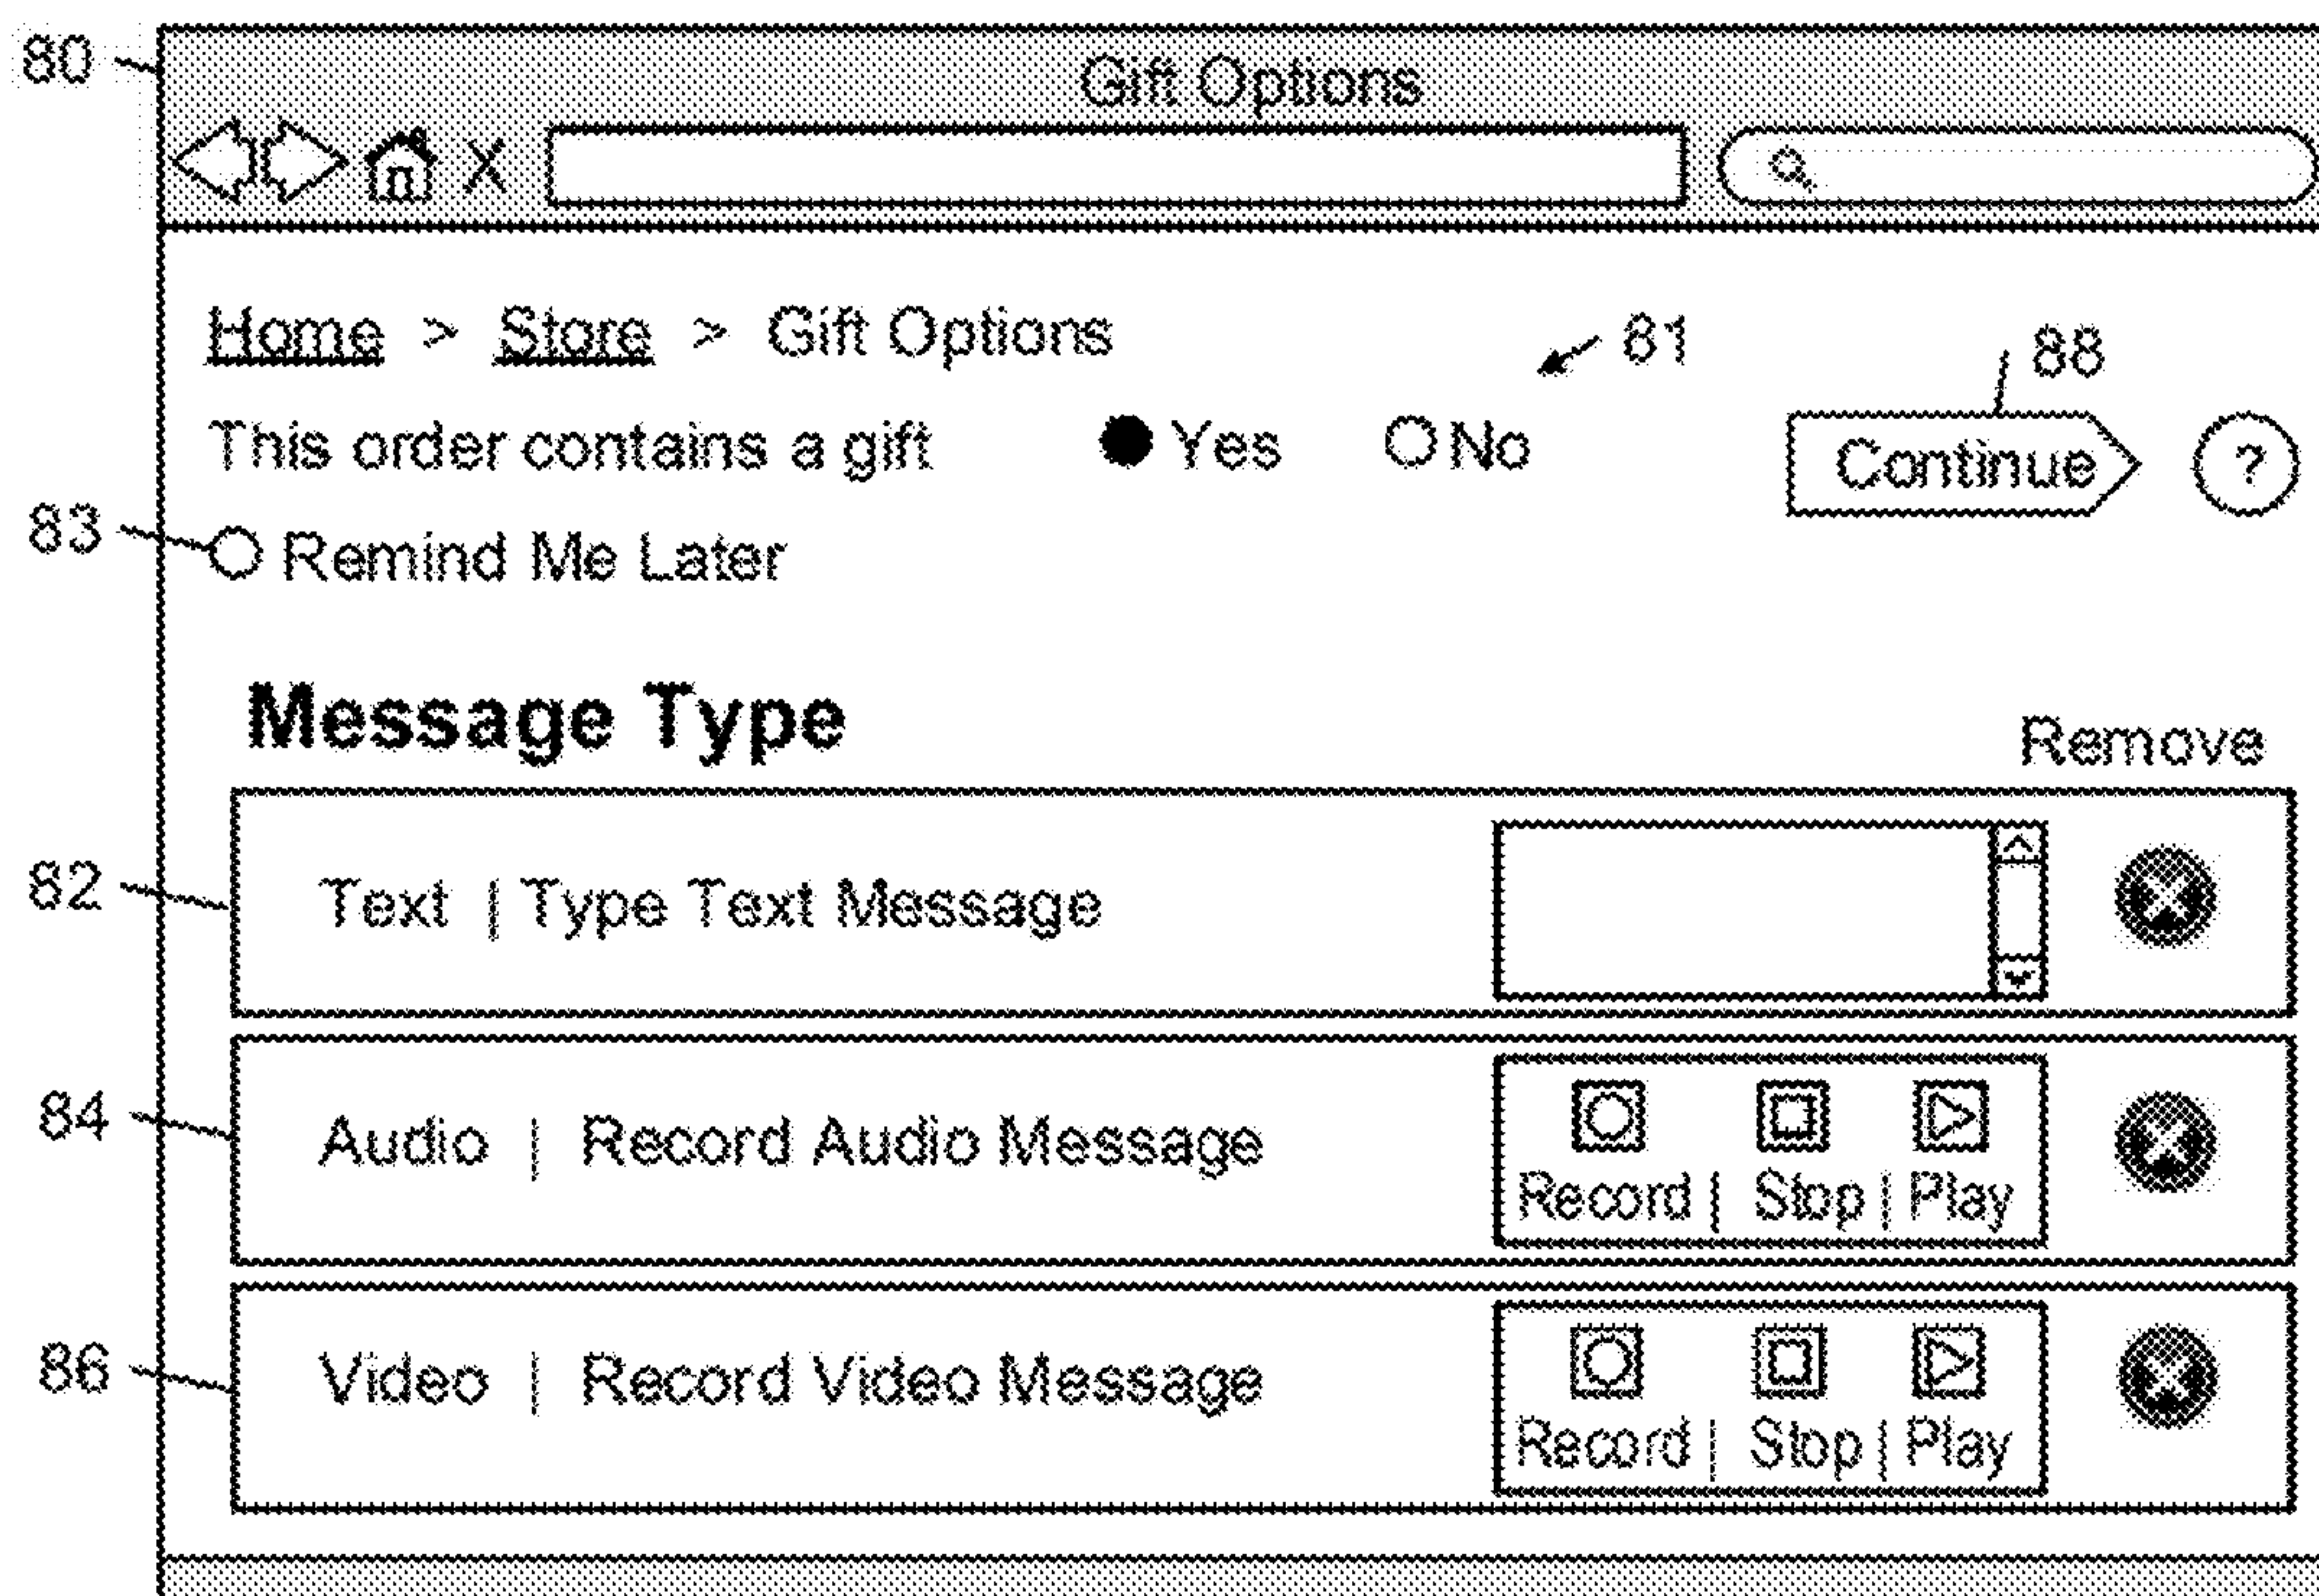 80
Gift Options
X
Home > Store > Gift Options
81
88
This order contains a gift Yes No Continue ?
83
Remind Me Later
Message Type Remove
82
Text | Type Text Message
84
Audio | Record Audio Message
Record | Stop | Play
86
Video | Record Video Message
Record | Stop | Play